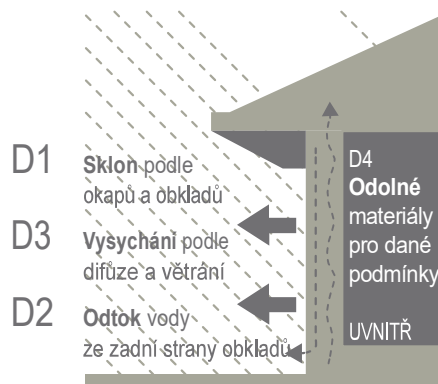 D1 Sklon podle
okapů a obkladů
D3 Vysychání podle
difúze a větrání
D2 Odtok vody
ze zadní strany obkladů
D4
Odolné
materiály
pro dané
podmínky
UVNITŘ